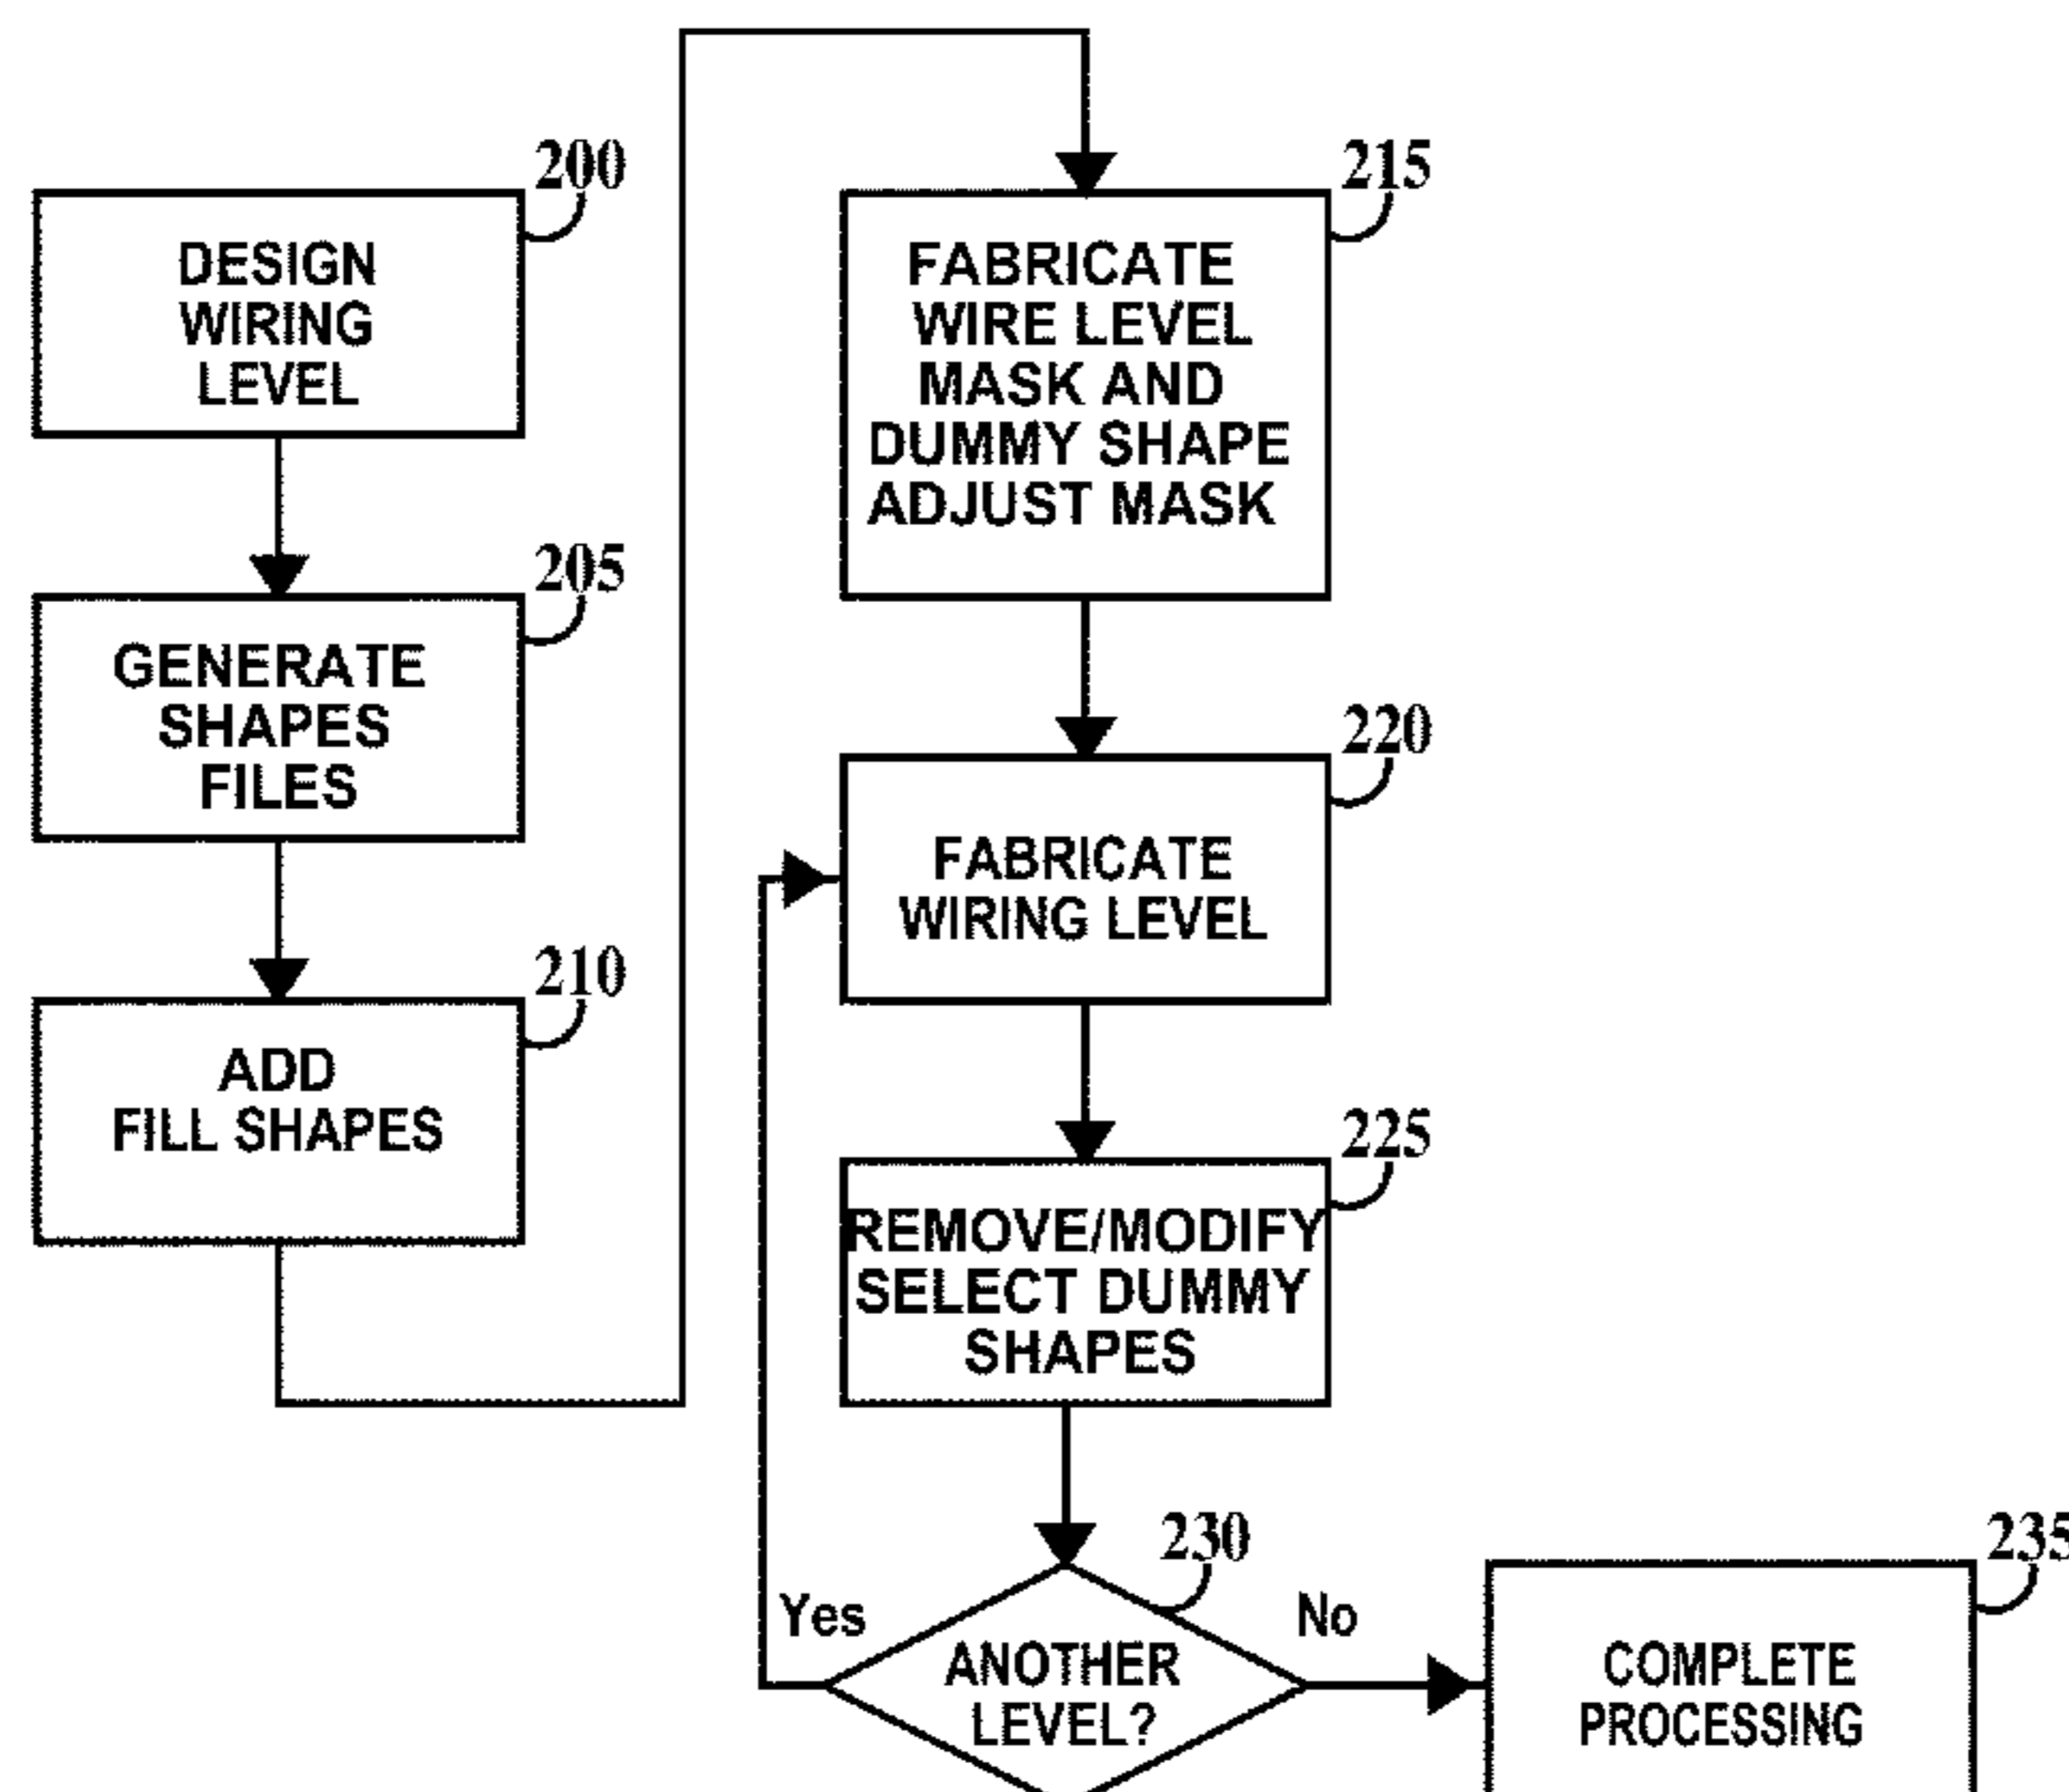 200
DESIGN
WIRING
LEVEL
205
GENERATE
SHAPES
FILES
210
ADD
FILL SHAPES
215
FABRICATE
WIRE LEVEL
MASK AND
DUMMY SHAPE
ADJUST MASK
220
FABRICATE
WIRING LEVEL
225
REMOVE/MODIFY
SELECT DUMMY
SHAPES
230
Yes
No
ANOTHER
LEVEL?
235
COMPLETE
PROCESSING